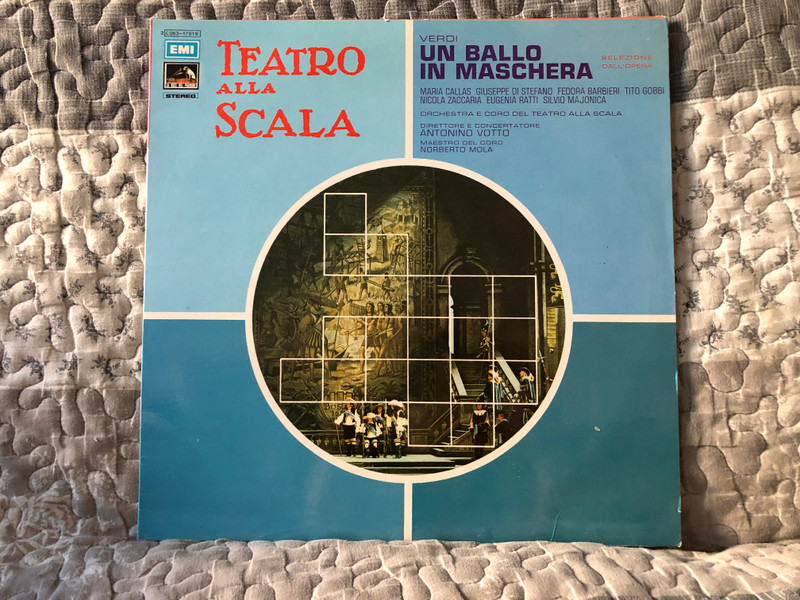 EMI
STEREO
TEATRO
ALLA
SCALA
VERDI
UN BALLO
IN MASCHERA
SELEZIONE
DALL'OPERA
MARIA CALLAS GIUSEPPE DI STEFANO FEDORA BARBIERI TITO GOBBI
NICOLA ZACCARIA EUGENIA RATTI SILVIO MAJONICA
ORCHESTRA E CORO DEL TEATRO ALLA SCALA
DIRETTORE E CONCERTATORE
ANTONINO VOTTO
MAESTRO DEL CORO
NORBERTO MOLA